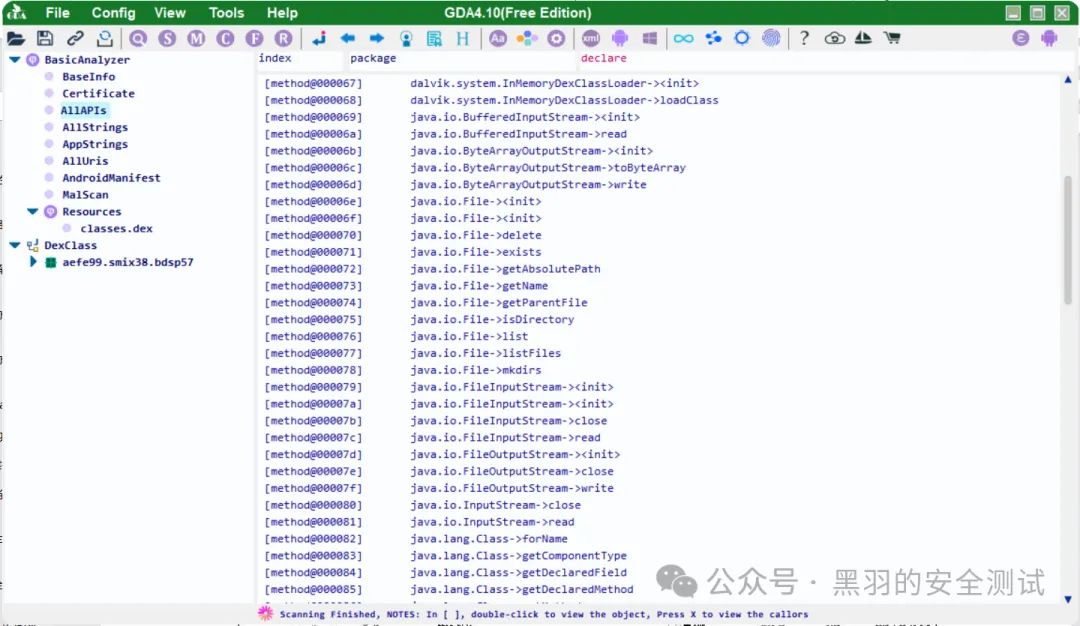 GDA
File Config View Tools Help GDA4.10(Free Edition)
BasicAnalyzer
BaseInfo
Certificate
AllAPIs
AllStrings
AppStrings
AllUris
AndroidManifest
MalScan
Resources
classes.dex
DexClass
aefe99.smix38.bdsp57
index package declare
[method@000067] dalvik.system.InMemoryDexClassLoader-><init>
[method@000068] dalvik.system.InMemoryDexClassLoader->loadClass
[method@000069] java.io.BufferedInputStream-><init>
[method@00006a] java.io.BufferedInputStream->read
[method@00006b] java.io.ByteArrayOutputStream-><init>
[method@00006c] java.io.ByteArrayOutputStream->toByteArray
[method@00006d] java.io.ByteArrayOutputStream->write
[method@00006e] java.io.File-><init>
[method@00006f] java.io.File-><init>
[method@000070] java.io.File->delete
[method@000071] java.io.File->exists
[method@000072] java.io.File->getAbsolutePath
[method@000073] java.io.File->getName
[method@000074] java.io.File->getParentFile
[method@000075] java.io.File->isDirectory
[method@000076] java.io.File->list
[method@000077] java.io.File->listFiles
[method@000078] java.io.File->mkdirs
[method@000079] java.io.FileInputStream-><init>
[method@00007a] java.io.FileInputStream-><init>
[method@00007b] java.io.FileInputStream->close
[method@00007c] java.io.FileInputStream->read
[method@00007d] java.io.FileOutputStream-><init>
[method@00007e] java.io.FileOutputStream->close
[method@00007f] java.io.FileOutputStream->write
[method@000080] java.io.InputStream->close
[method@000081] java.io.InputStream->read
[method@000082] java.lang.Class->forName
[method@000083] java.lang.Class->getComponentType
[method@000084] java.lang.Class->getDeclaredField
[method@000085] java.lang.Class->getDeclaredMethod
公众号 · 黑羽的安全测试
Scanning Finished, NOTES: In [ ], double-click to view the object, Press X to view the callors